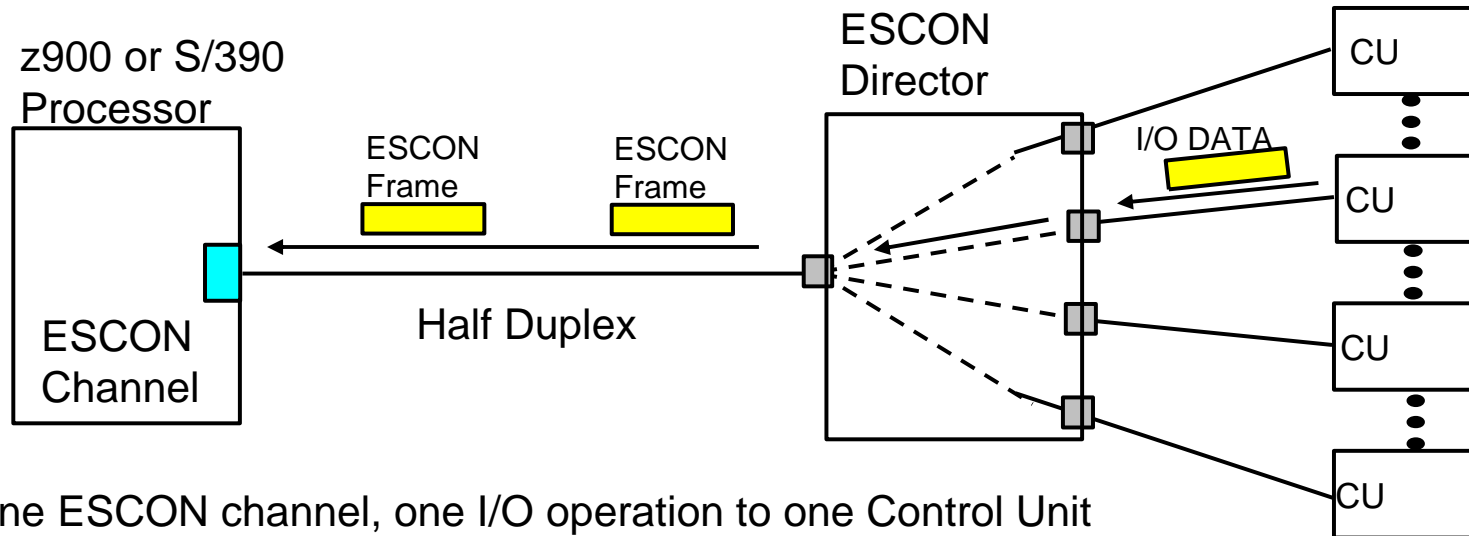 z900 or S/390
Processor
ESCON
Director
CU
ESCON
Frame
ESCON
Frame
I/O DATA
CU
Half Duplex
ESCON
Channel
CU
CU
ne ESCON channel, one I/O operation to one Control Unit